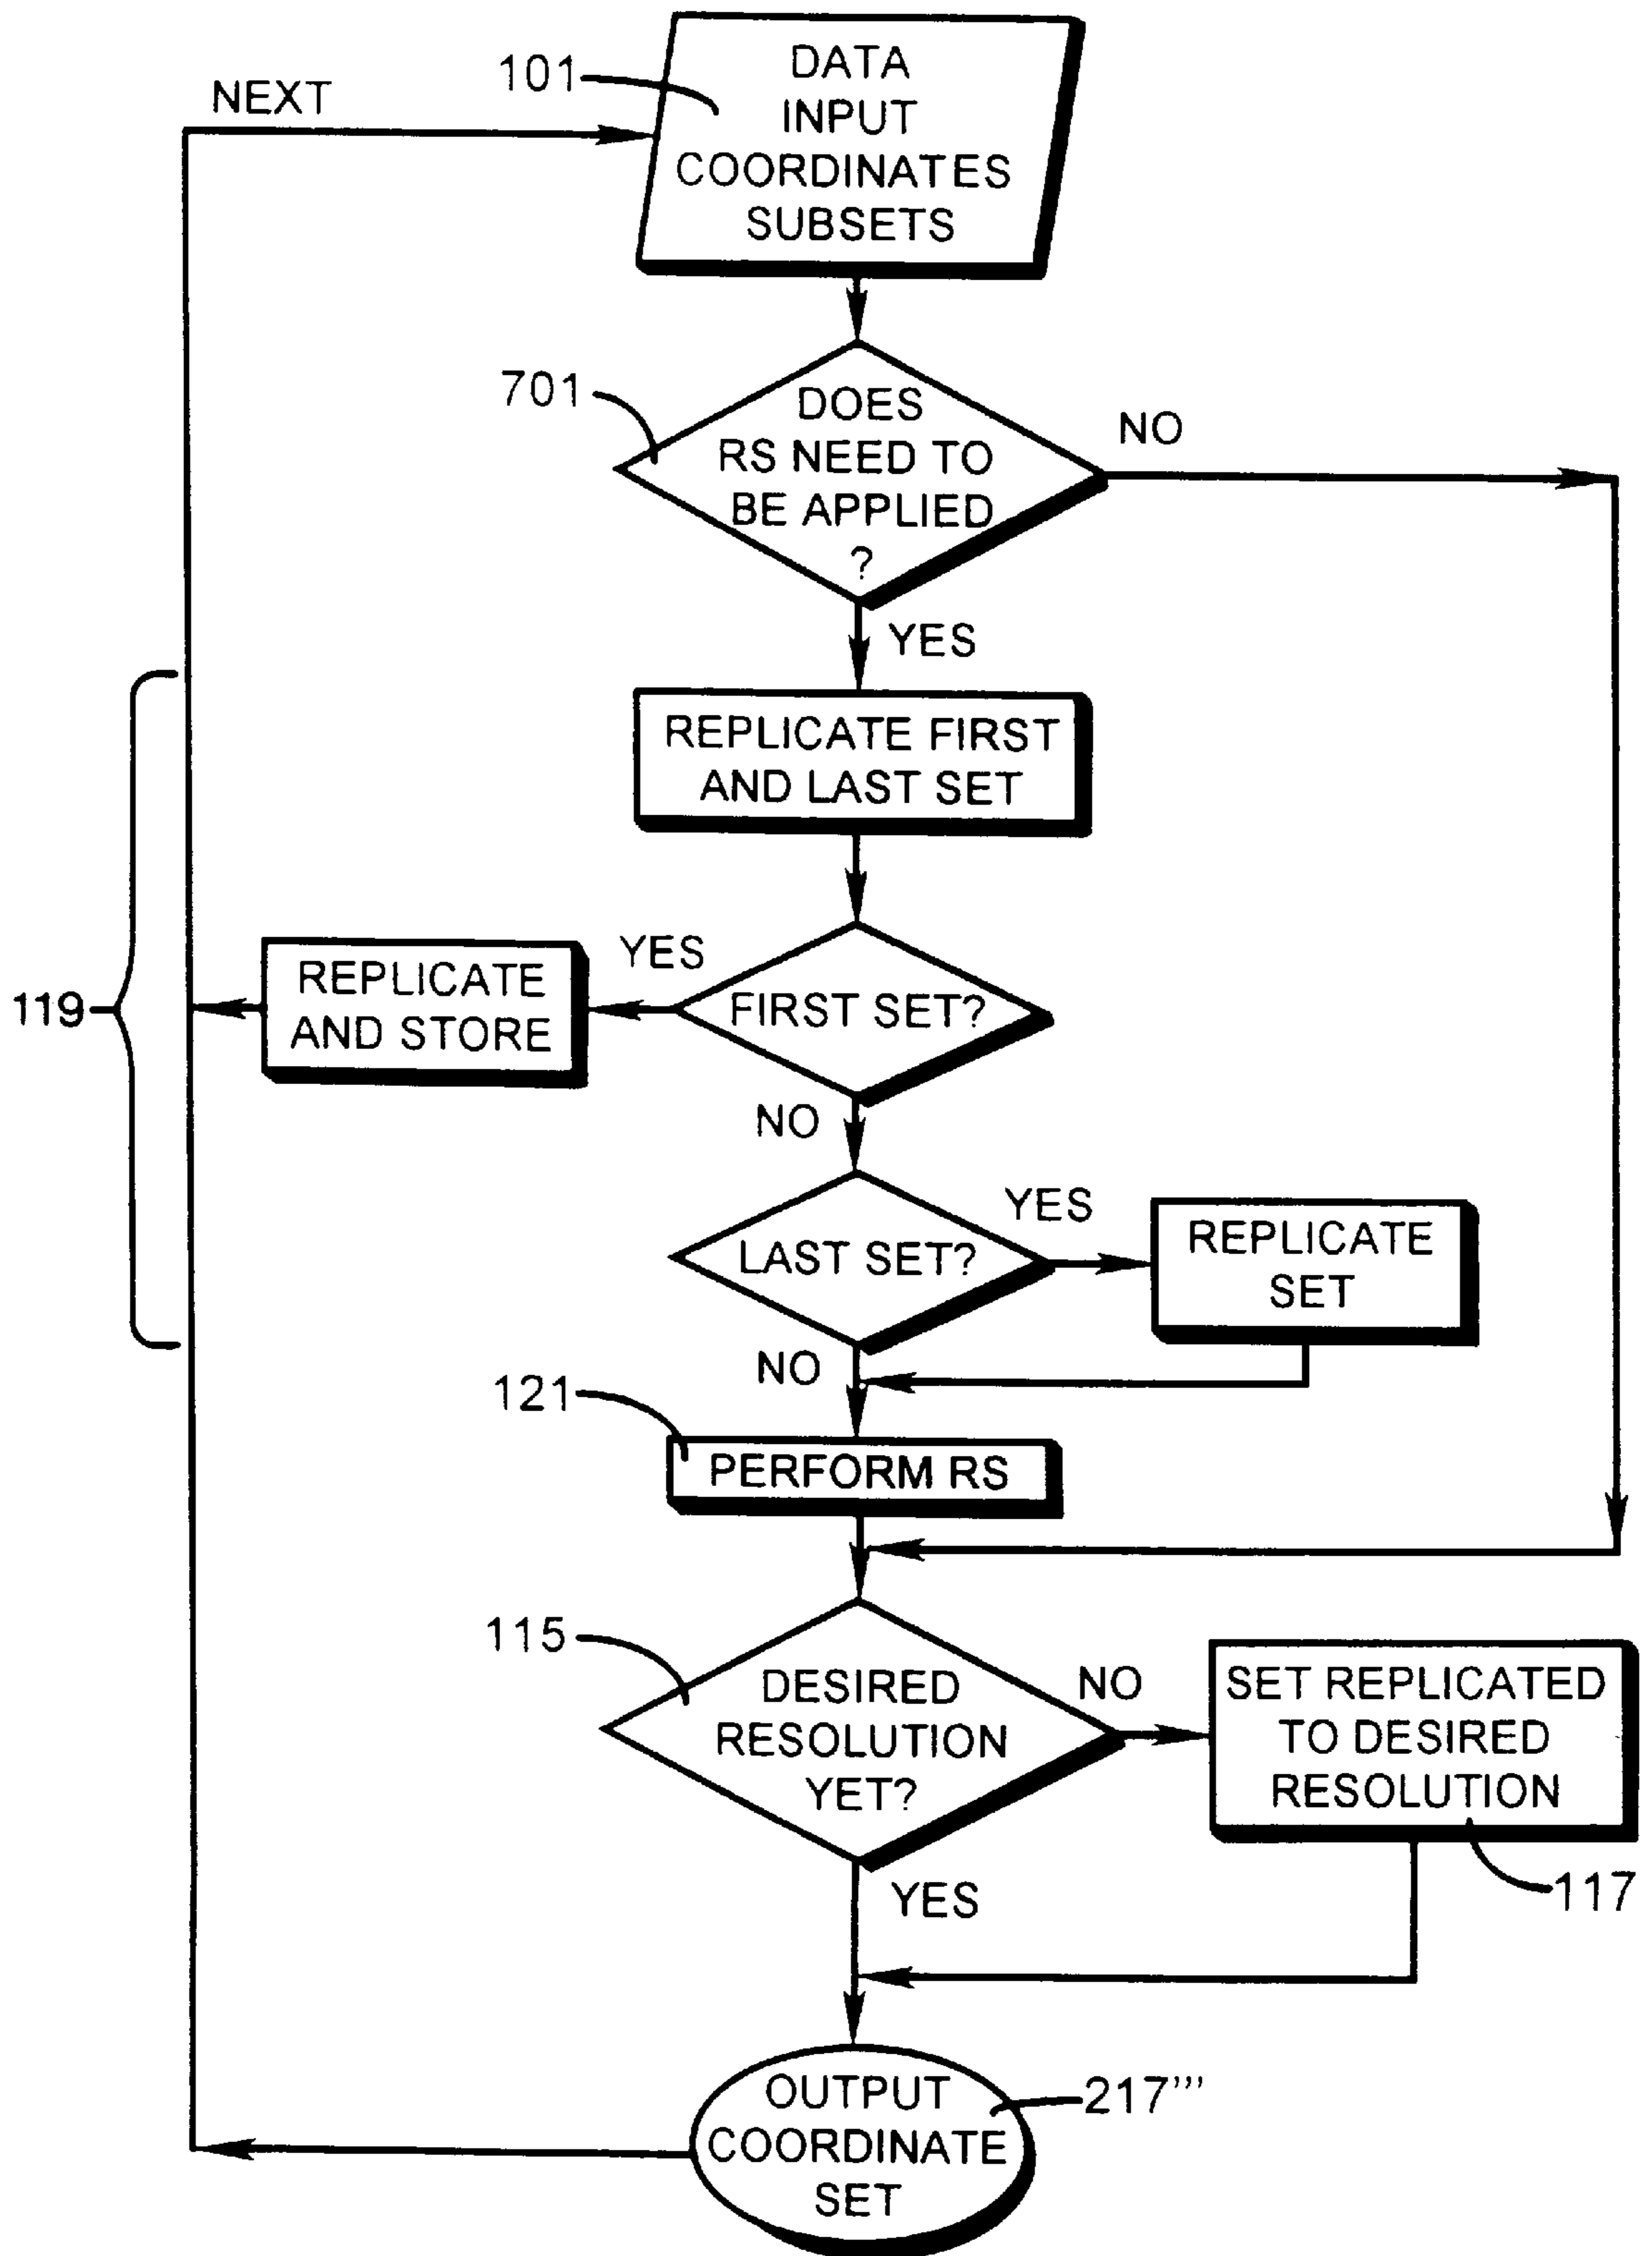 NEXT
101
DATA
INPUT
COORDINATES
SUBSETS
701
DOES
RS NEED TO
BE APPLIED
?
NO
YES
REPLICATE FIRST
AND LAST SET
119
REPLICATE
AND STORE
YES
FIRST SET?
NO
LAST SET?
YES
REPLICATE
SET
NO
121
PERFORM RS
115
DESIRED
RESOLUTION
YET?
NO
SET REPLICATED
TO DESIRED
RESOLUTION
117
YES
OUTPUT
COORDINATE
SET
217'''